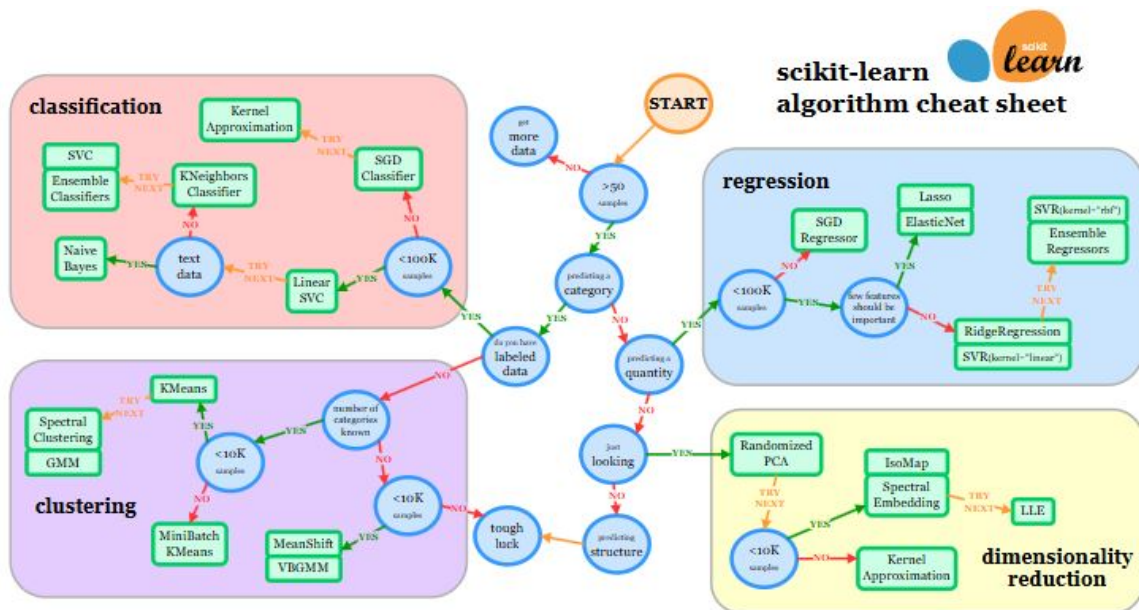 scikit-learn
algorithm cheat sheet
scikit
learn
START
get
more
data
NO
>50
samples
YES
predicting a
category
YES
NO
do you have
labeled
data
YES
NO
predicting a
quantity
YES
NO
just
looking
YES
NO
predicting
structure
tough
luck
classification
Kernel
Approximation
TRY
NEXT
SGD
Classifier
NO
<100K
samples
YES
Linear
SVC
TRY
NEXT
text
data
YES
Naive
Bayes
NO
KNeighbors
Classifier
TRY
NEXT
SVC
Ensemble
Classifiers
regression
SGD
Regressor
NO
<100K
samples
YES
few features
should be
important
YES
Lasso
ElasticNet
NO
RidgeRegression
SVR(kernel="linear")
TRY
NEXT
SVR(kernel="rbf")
Ensemble
Regressors
clustering
number of
categories
known
YES
NO
<10K
samples
YES
KMeans
TRY
NEXT
Spectral
Clustering
GMM
NO
MiniBatch
KMeans
<10K
samples
YES
MeanShift
VBGMM
NO
dimensionality
reduction
Randomized
PCA
TRY
NEXT
<10K
samples
YES
IsoMap
Spectral
Embedding
TRY
NEXT
LLE
NO
Kernel
Approximation